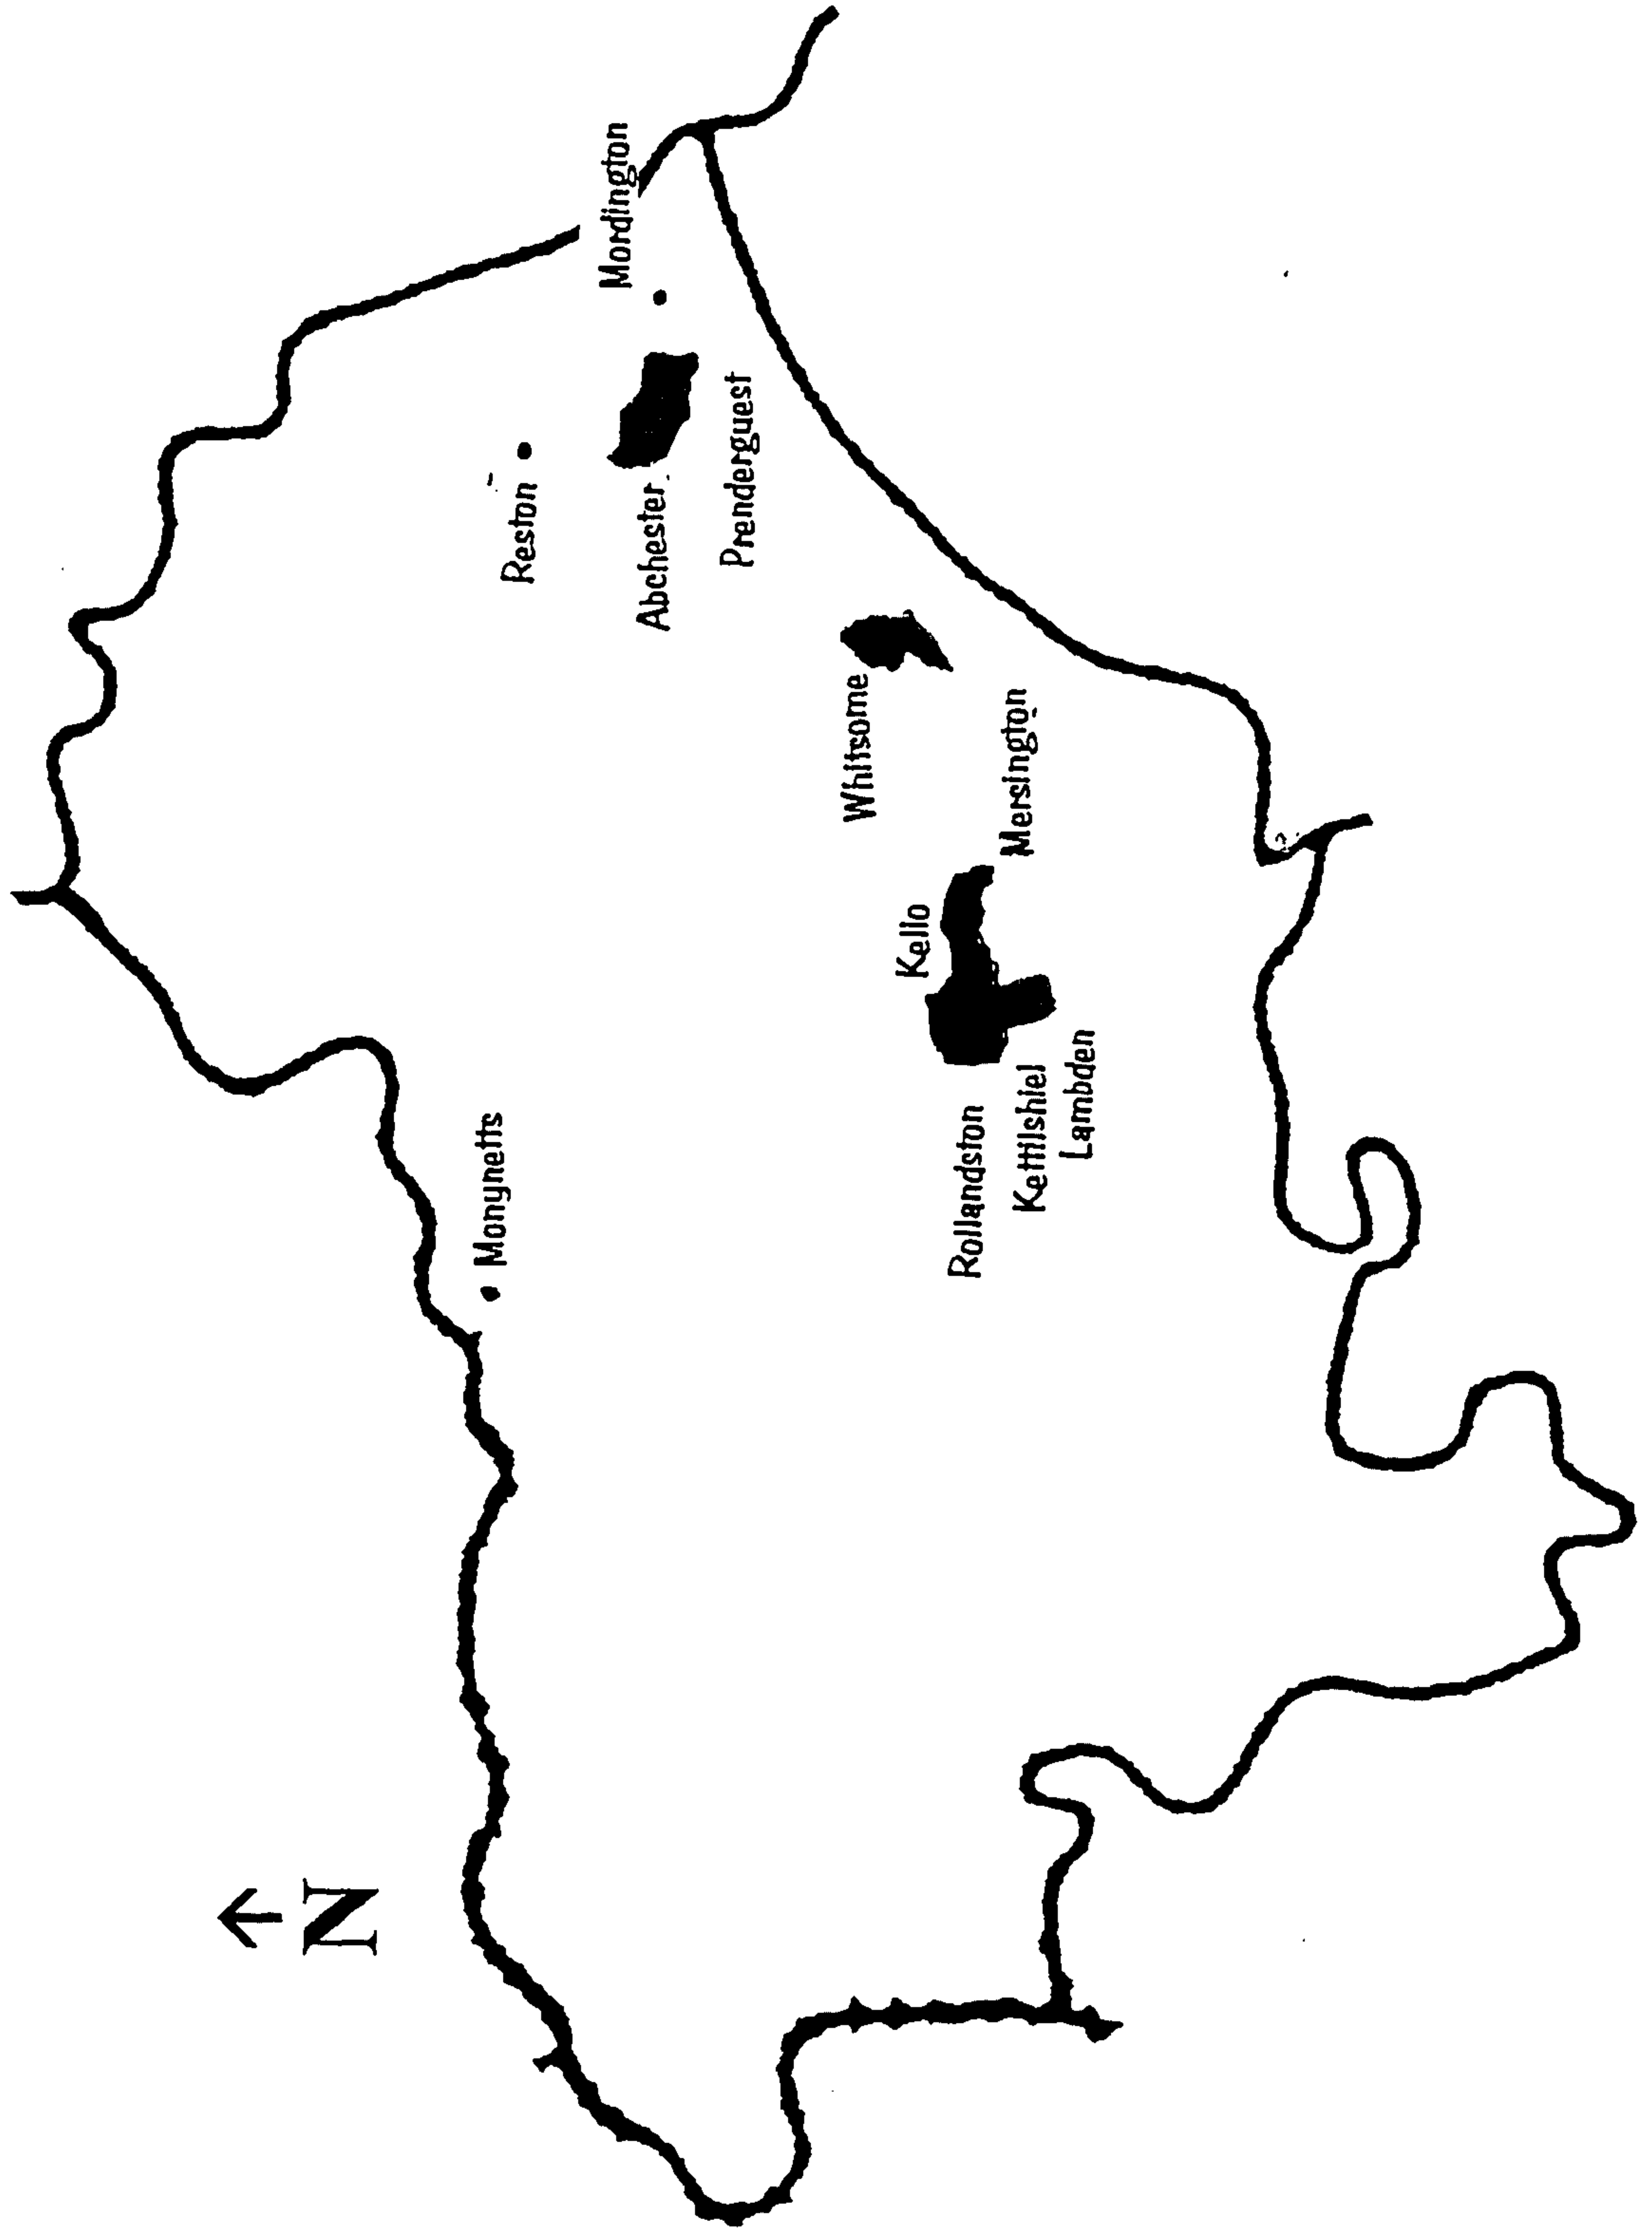 N
Mordington
Reston
Abchester
Prenderguest
Whitsome
Mersington
Kello
Monynetts
Rollandston
Kettilshiel
Lambden